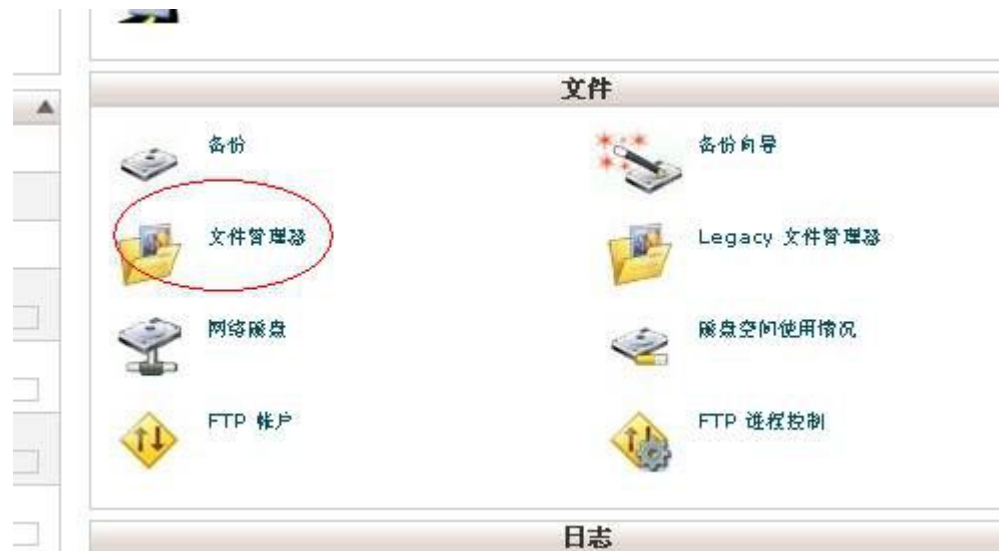 文件
备份
备份向导
文件管理器
Legacy 文件管理器
网络磁盘
磁盘空间使用情况
FTP 帐户
FTP 进程控制
日志